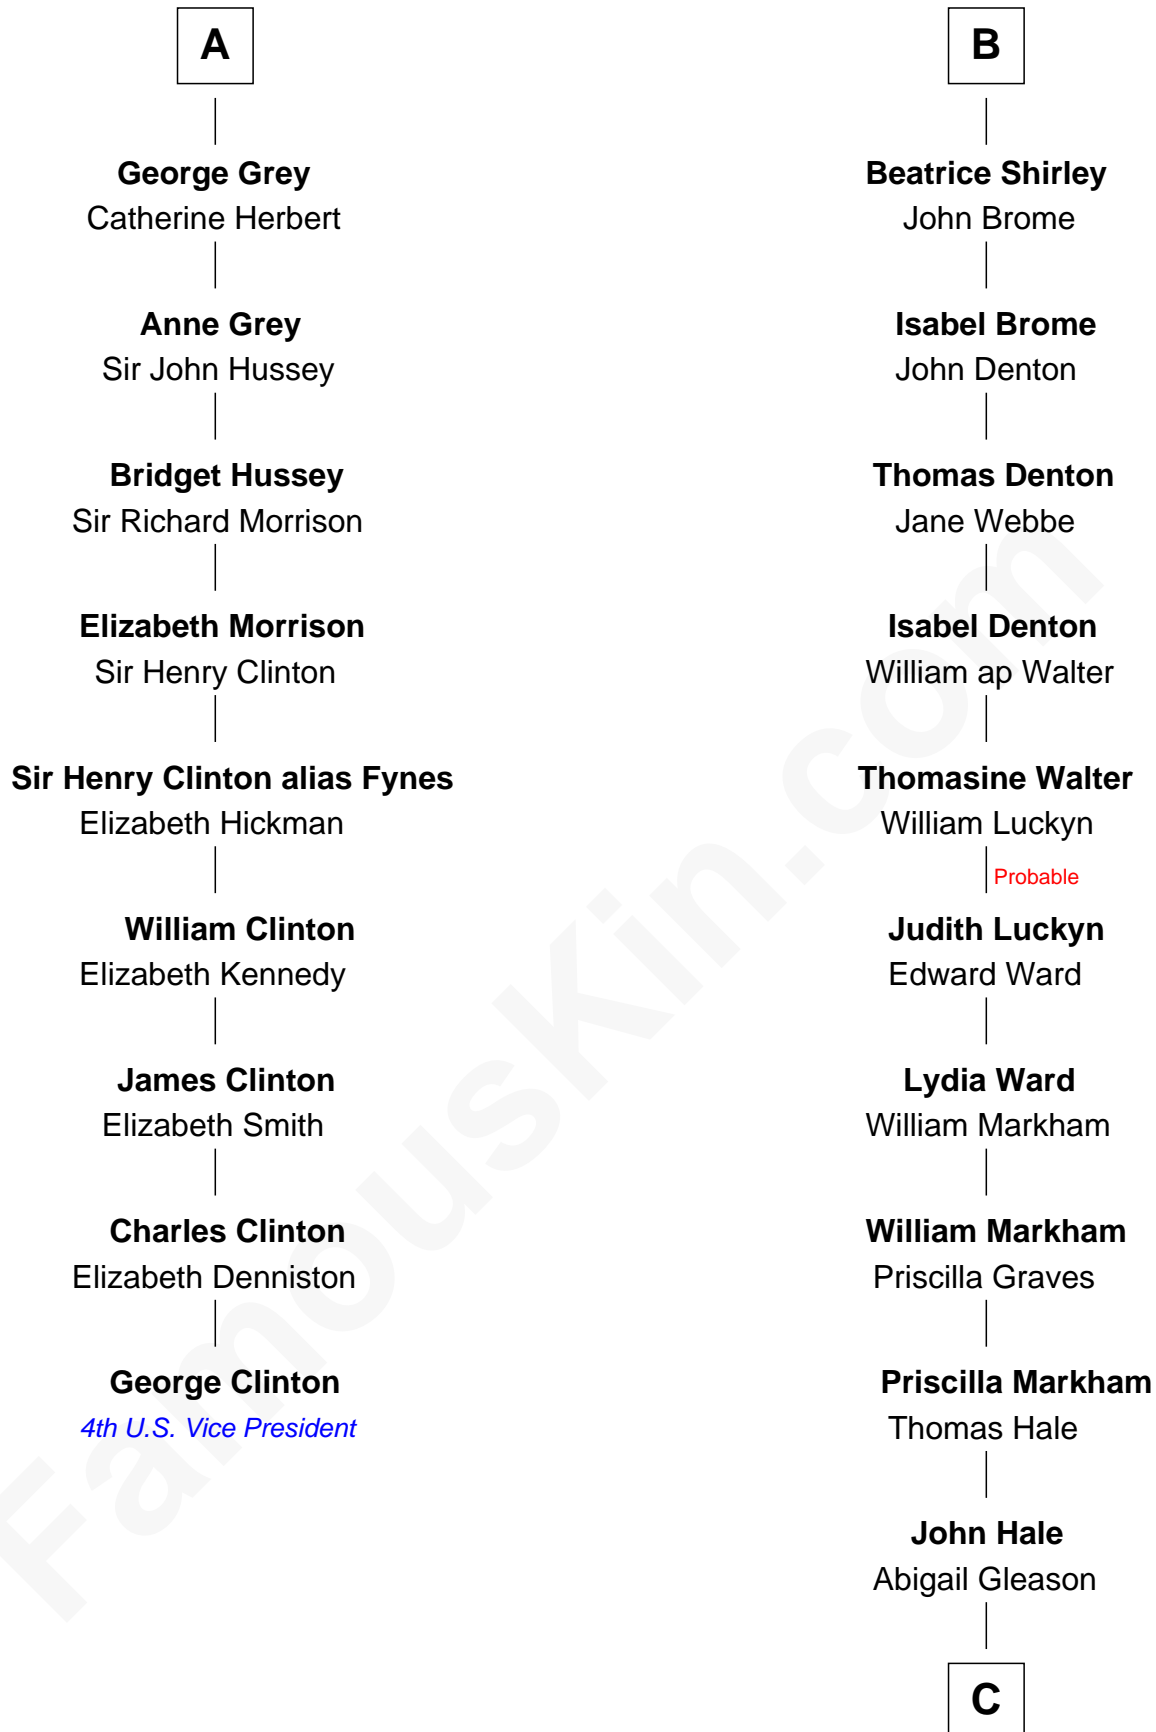 A
George Grey
Catherine Herbert
Anne Grey
Sir John Hussey
Bridget Hussey
Sir Richard Morrison
Elizabeth Morrison
Sir Henry Clinton
Sir Henry Clinton alias Fynes
Elizabeth Hickman
William Clinton
Elizabeth Kennedy
James Clinton
Elizabeth Smith
Charles Clinton
Elizabeth Denniston
George Clinton
4th U.S. Vice President
B
Beatrice Shirley
John Brome
Isabel Brome
John Denton
Thomas Denton
Jane Webbe
Isabel Denton
William ap Walter
Thomasine Walter
William Luckyn
Probable
Judith Luckyn
Edward Ward
Lydia Ward
William Markham
William Markham
Priscilla Graves
Priscilla Markham
Thomas Hale
John Hale
Abigail Gleason
C
FamousKin.com